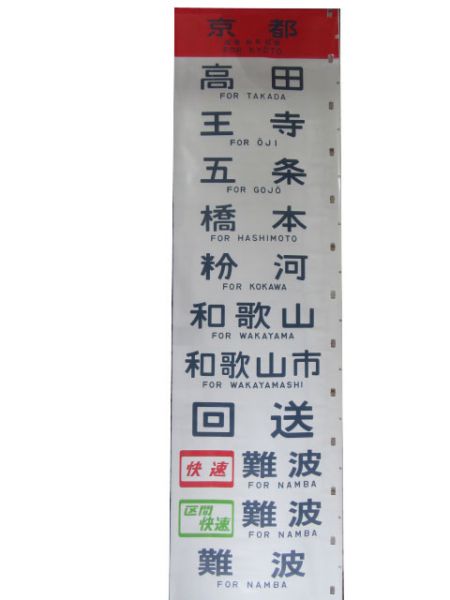 京都
FOR KYOTO
高田
FOR TAKADA
王寺
FOR ŌJI
五条
FOR GOJŌ
橋本
FOR HASHIMOTO
粉河
FOR KOKAWA
和歌山
FOR WAKAYAMA
和歌山市
FOR WAKAYAMASHI
回送
快速 難波
FOR NAMBA
区間快速 難波
FOR NAMBA
難波
FOR NAMBA